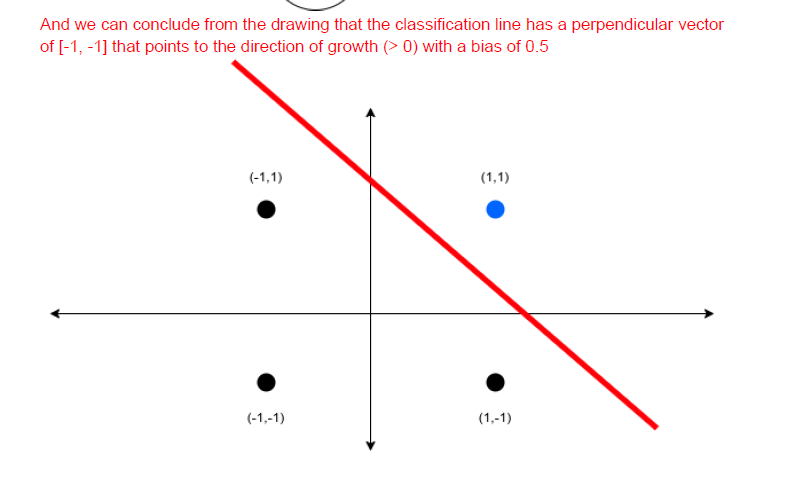 And we can conclude from the drawing that the classification line has a perpendicular vector
of [-1, -1] that points to the direction of growth (> 0) with a bias of 0.5
(-1,1)
(1,1)
(-1,-1)
(1,-1)